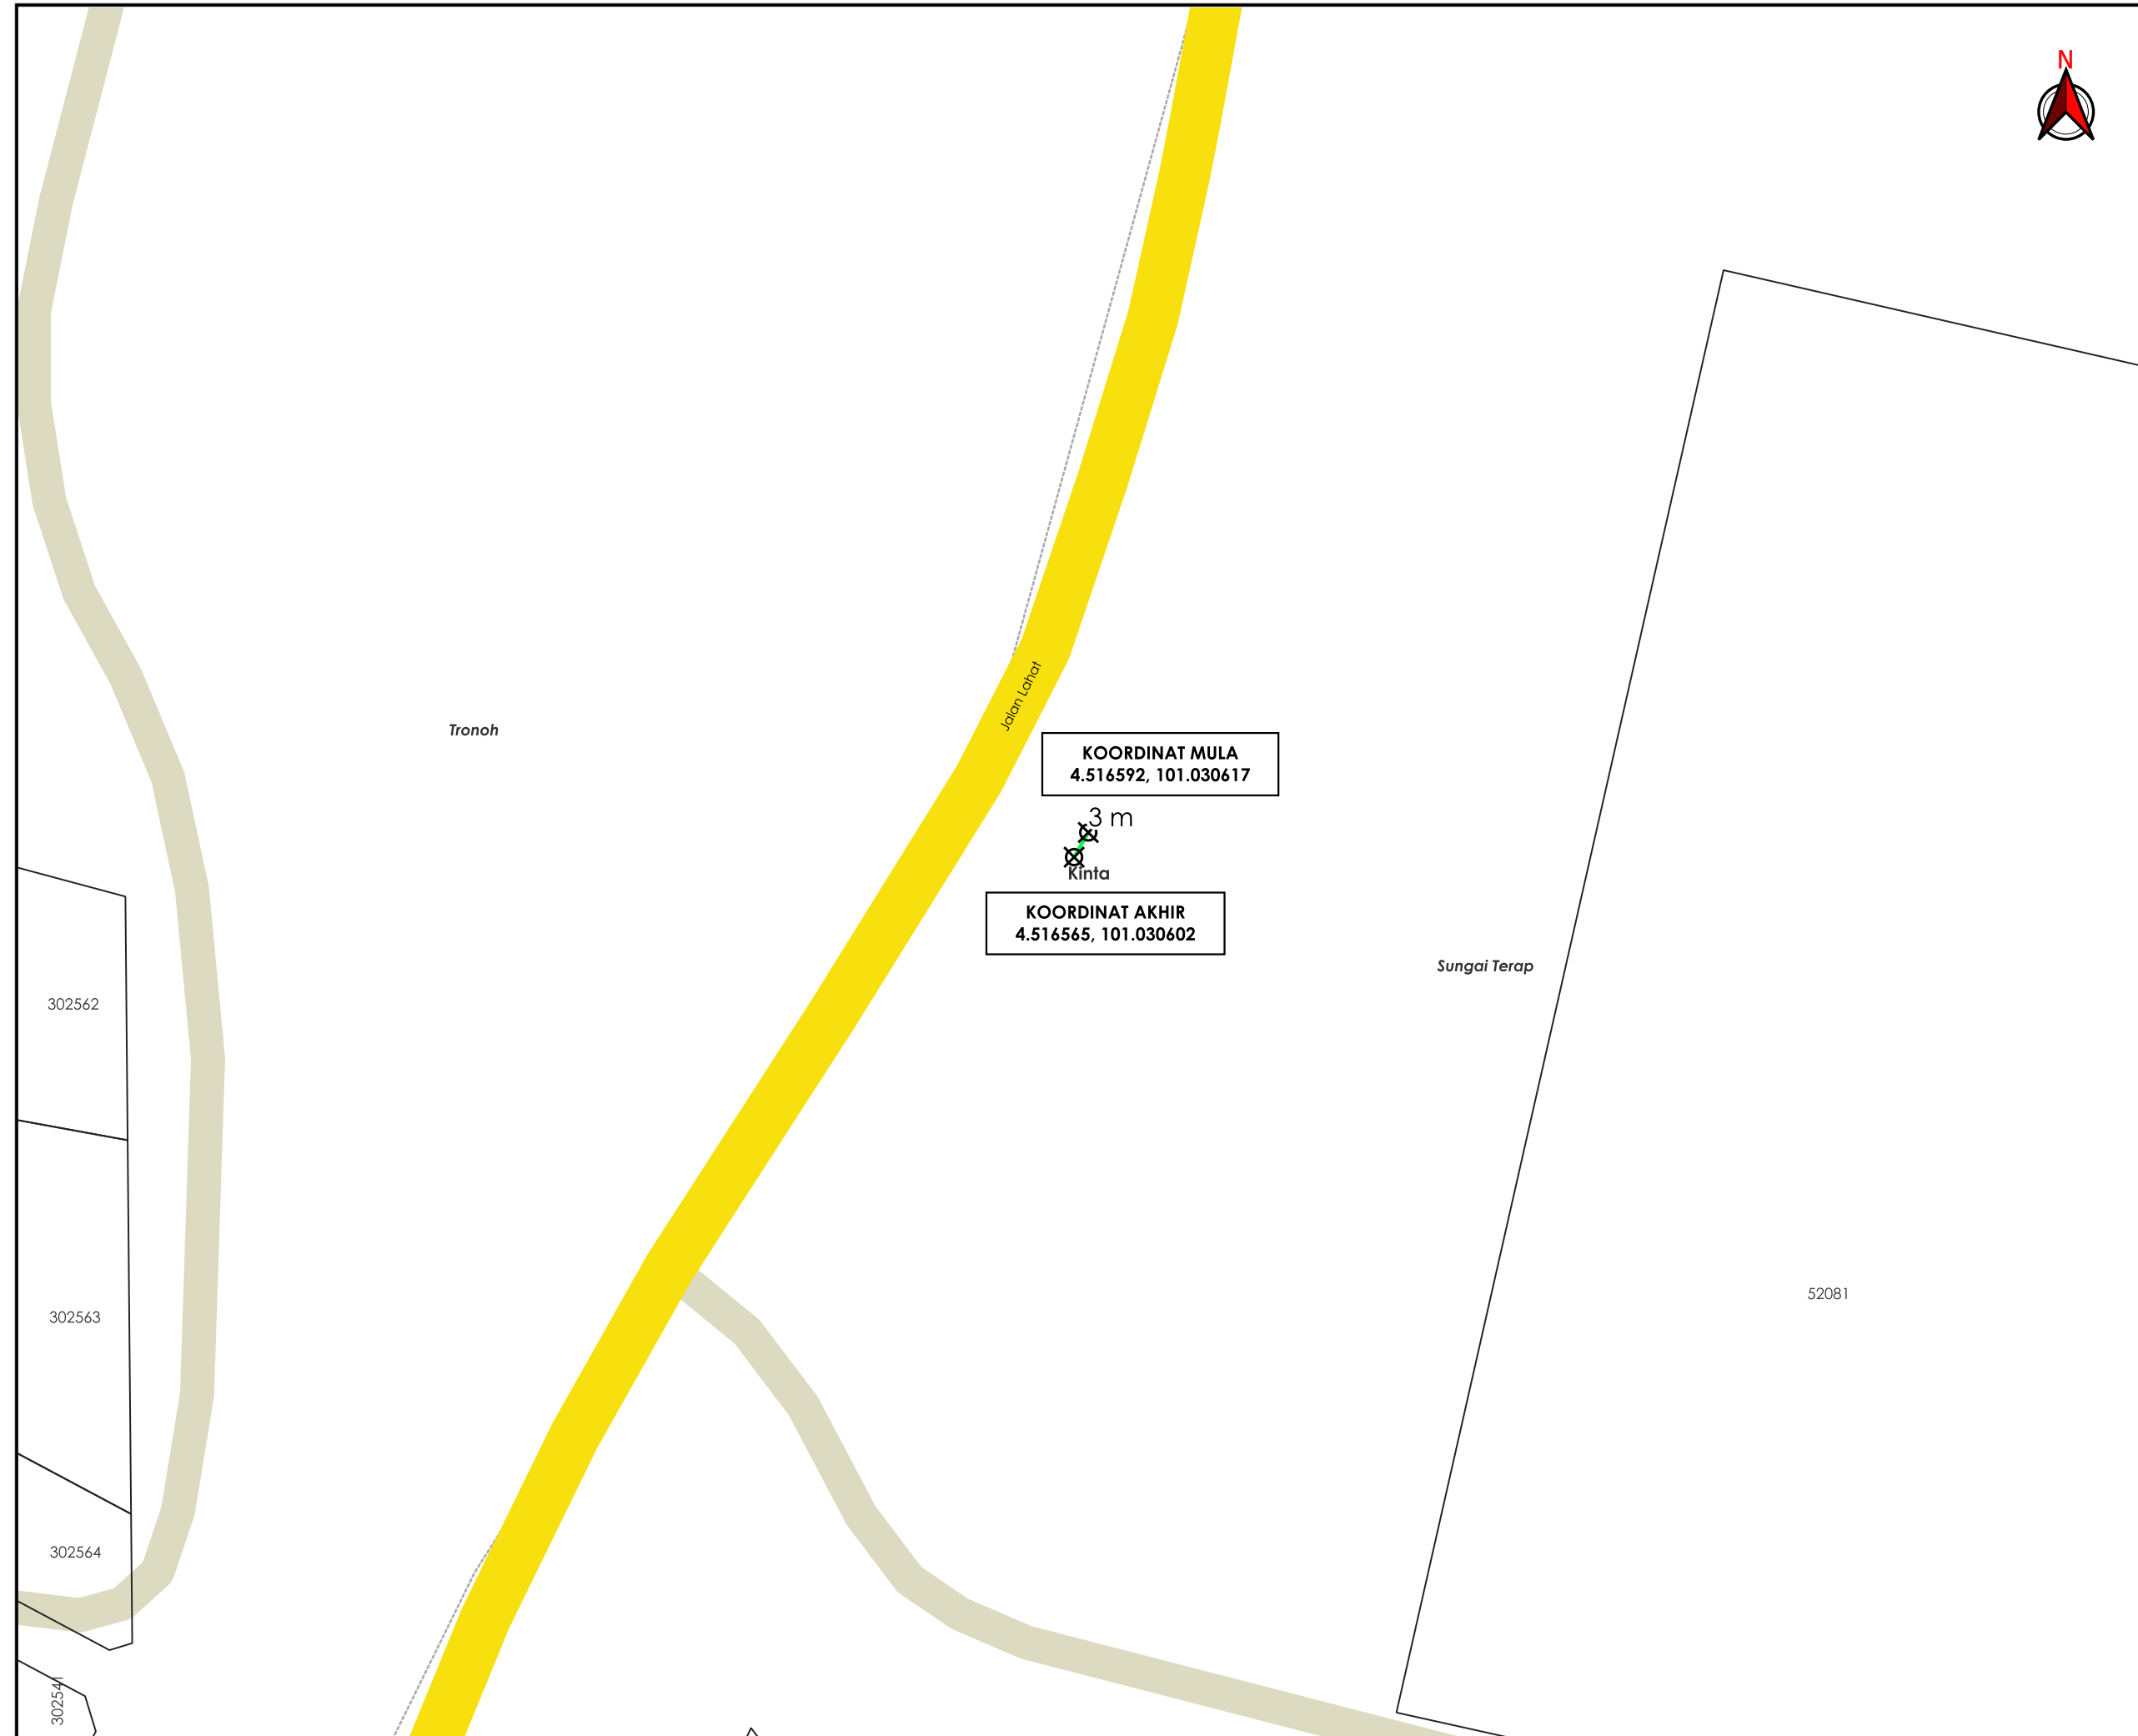 N
Jalan Lahat
Tronoh
KOORDINAT MULA
4.516592, 101.030617
3 m
Kinta
KOORDINAT AKHIR
4.516565, 101.030602
Sungai Terap
302562
52081
302563
302564
302541